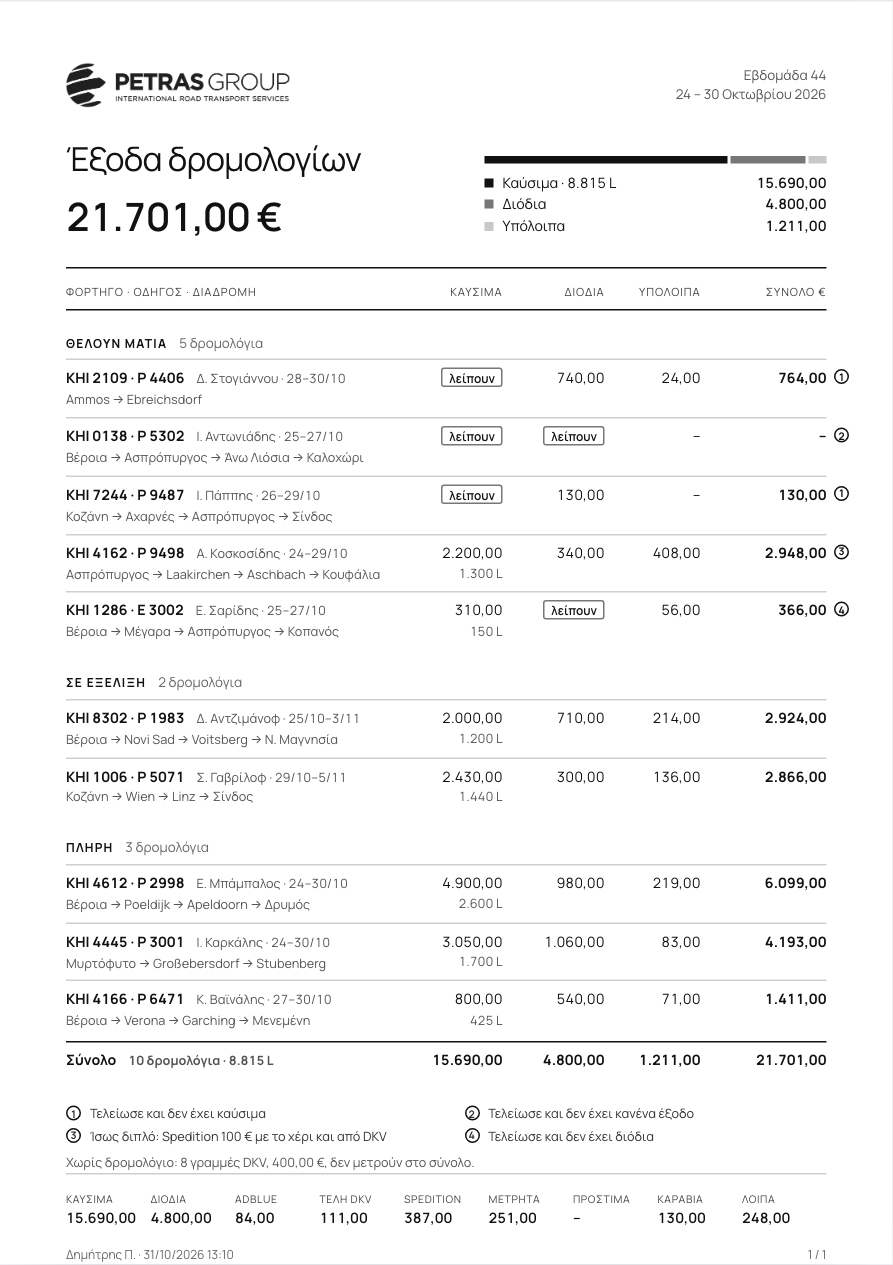 PETRAS GROUP
INTERNATIONAL ROAD TRANSPORT SERVICES
Εβδομάδα 44
24 – 30 Οκτωβρίου 2026
Έξοδα δρομολογίων
21.701,00 €
Καύσιμα · 8.815 L 15.690,00
Διόδια 4.800,00
Υπόλοιπα 1.211,00
ΦΟΡΤΗΓΟ · ΟΔΗΓΟΣ · ΔΙΑΔΡΟΜΗ ΚΑΥΣΙΜΑ ΔΙΟΔΙΑ ΥΠΟΛΟΙΠΑ ΣΥΝΟΛΟ €
ΘΕΛΟΥΝ ΜΑΤΙΑ 5 δρομολόγια
KHI 2109 · P 4406 Δ. Στογιάννου · 28–30/10 λείπουν 740,00 24,00 764,00 1
Ammos → Ebreichsdorf
KHI 0138 · P 5302 Ι. Αντωνιάδης · 25–27/10 λείπουν λείπουν – – 2
Βέροια → Ασπρόπυργος → Άνω Λιόσια → Καλοχώρι
KHI 7244 · P 9487 Ι. Πάππης · 26–29/10 λείπουν 130,00 – 130,00 1
Κοζάνη → Αχαρνές → Ασπρόπυργος → Σίνδος
KHI 4162 · P 9498 Α. Κοσκοσίδης · 24–29/10 2.200,00 340,00 408,00 2.948,00 3
Ασπρόπυργος → Laakirchen → Aschbach → Κουφάλια 1.300 L
KHI 1286 · E 3002 Ε. Σαρίδης · 25–27/10 310,00 λείπουν 56,00 366,00 4
Βέροια → Μέγαρα → Ασπρόπυργος → Κοπανός 150 L
ΣΕ ΕΞΕΛΙΞΗ 2 δρομολόγια
KHI 8302 · P 1983 Δ. Αντζιμάνοφ · 25/10–3/11 2.000,00 710,00 214,00 2.924,00
Βέροια → Novi Sad → Voitsberg → Ν. Μαγνησία 1.200 L
KHI 1006 · P 5071 Σ. Γαβρίλοφ · 29/10–5/11 2.430,00 300,00 136,00 2.866,00
Κοζάνη → Wien → Linz → Σίνδος 1.440 L
ΠΛΗΡΗ 3 δρομολόγια
KHI 4612 · P 2998 Ε. Μπάμπαλος · 24–30/10 4.900,00 980,00 219,00 6.099,00
Βέροια → Poeldijk → Apeldoorn → Δρυμός 2.600 L
KHI 4445 · P 3001 Ι. Καρκάλης · 24–30/10 3.050,00 1.060,00 83,00 4.193,00
Μυρτόφυτο → Großebersdorf → Stubenberg 1.700 L
KHI 4166 · P 6471 Κ. Βαϊνάλης · 27–30/10 800,00 540,00 71,00 1.411,00
Βέροια → Verona → Garching → Μενεμένη 425 L
Σύνολο 10 δρομολόγια · 8.815 L 15.690,00 4.800,00 1.211,00 21.701,00
1 Τελείωσε και δεν έχει καύσιμα 2 Τελείωσε και δεν έχει κανένα έξοδο
3 Ίσως διπλό: Spedition 100 € με το χέρι και από DKV 4 Τελείωσε και δεν έχει διόδια
Χωρίς δρομολόγιο: 8 γραμμές DKV, 400,00 €, δεν μετρούν στο σύνολο.
ΚΑΥΣΙΜΑ ΔΙΟΔΙΑ ADBLUE ΤΕΛΗ DKV SPEDITION ΜΕΤΡΗΤΑ ΠΡΟΣΤΙΜΑ ΚΑΡΑΒΙΑ ΛΟΙΠΑ
15.690,00 4.800,00 84,00 111,00 387,00 251,00 – 130,00 248,00
Δημήτρης Π. · 31/10/2026 13:10 1 / 1